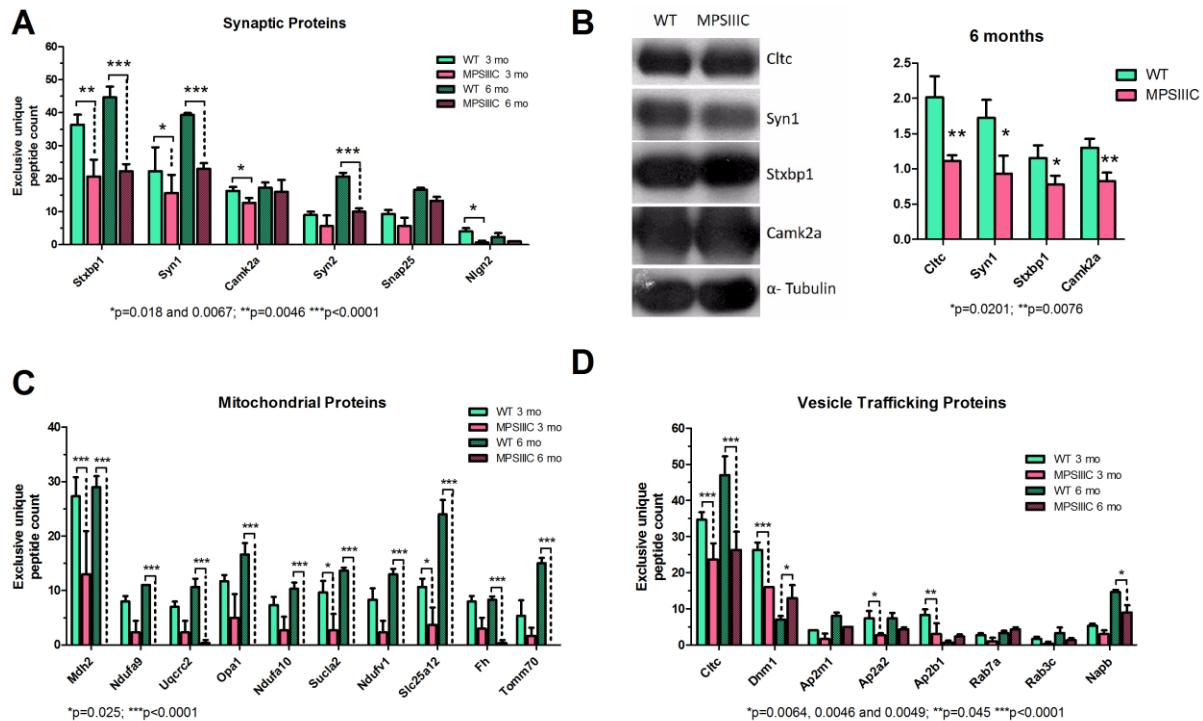 A
Synaptic Proteins
Exclusive unique
peptide count
60
50
40
30
20
10
0
** *** * *** * *** *
WT 3 mo
MPSIIIC 3 mo
WT 6 mo
MPSIIIC 6 mo
Stxbp1 Syn1 Camk2a Syn2 Snap25 Nlgn2
*p=0.018 and 0.0067; **p=0.0046 ***p<0.0001
B
WT MPSIIIC
Cltc
Syn1
Stxbp1
Camk2a
α- Tubulin
6 months
WT
MPSIIIC
2.5
2.0
1.5
1.0
0.5
0.0
** * * **
Cltc Syn1 Stxbp1 Camk2a
*p=0.0201; **p=0.0076
C
Mitochondrial Proteins
Exclusive unique
peptide count
40
30
20
10
0
*** *** *** *** *** *** * *** *** * *** *** ***
WT 3 mo
MPSIIIC 3 mo
WT 6 mo
MPSIIIC 6 mo
Mdh2 Ndufa9 Uqcrc2 Opa1 Ndufa10 Sucla2 Ndufv1 Slc25a12 Fh Tomm70
*p=0.025; ***p<0.0001
D
Vesicle Trafficking Proteins
Exclusive unique
peptide count
60
50
40
30
20
10
0
*** *** *** * * ** *
WT 3 mo
MPSIIIC 3 mo
WT 6 mo
MPSIIIC 6 mo
Cltc Dnm1 Ap2m1 Ap2a2 Ap2b1 Rab7a Rab3c Napb
*p=0.0064, 0.0046 and 0.0049; **p=0.045 ***p<0.0001